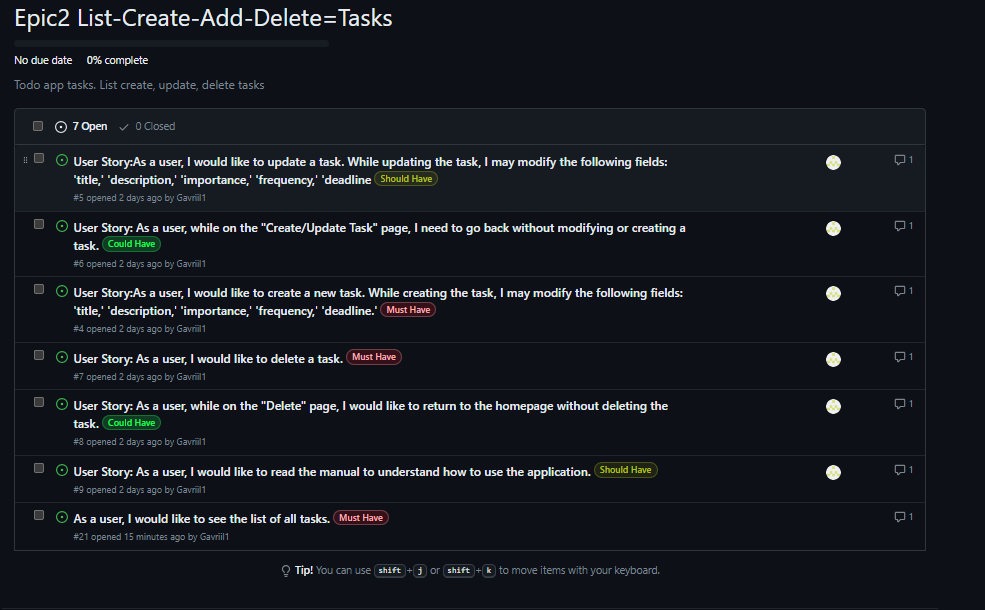 Epic2 List-Create-Add-Delete=Tasks
No due date 0% complete
Todo app tasks. List create, update, delete tasks
7 Open 0 Closed
User Story:As a user, I would like to update a task. While updating the task, I may modify the following fields:
'title,' 'description,' 'importance,' 'frequency,' 'deadline Should Have
1
#5 opened 2 days ago by Gavriil1
User Story: As a user, while on the "Create/Update Task" page, I need to go back without modifying or creating a
task. Could Have
1
#6 opened 2 days ago by Gavriil1
User Story:As a user, I would like to create a new task. While creating the task, I may modify the following fields:
'title,' 'description,' 'importance,' 'frequency,' 'deadline.' Must Have
1
#4 opened 2 days ago by Gavriil1
User Story: As a user, I would like to delete a task. Must Have
1
#7 opened 2 days ago by Gavriil1
User Story: As a user, while on the "Delete" page, I would like to return to the homepage without deleting the
task. Could Have
1
#8 opened 2 days ago by Gavriil1
User Story: As a user, I would like to read the manual to understand how to use the application. Should Have
1
#9 opened 2 days ago by Gavriil1
As a user, I would like to see the list of all tasks. Must Have
1
#21 opened 15 minutes ago by Gavriil1
Tip! You can use shift+j or shift+k to move items with your keyboard.